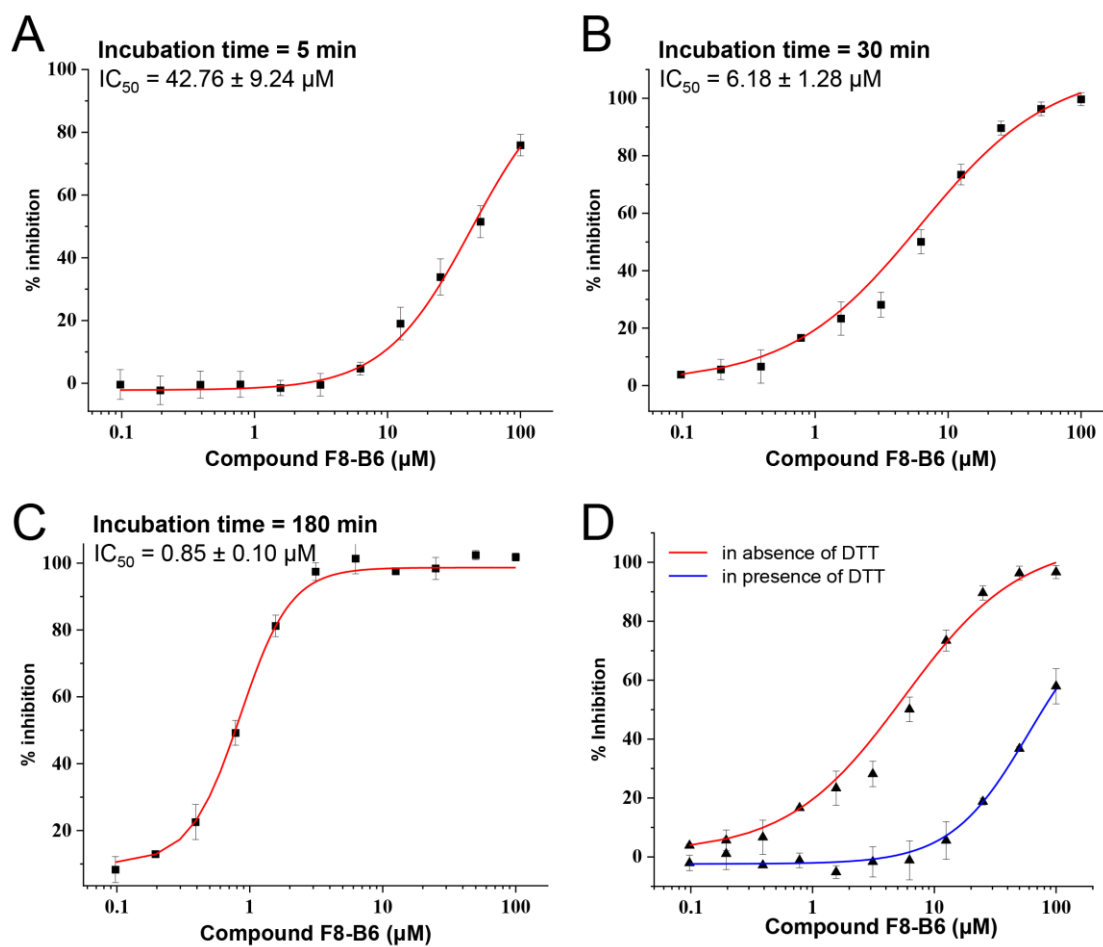 A
Incubation time = 5 min
IC50 = 42.76 ± 9.24 µM
100
80
60
40
20
0
% inhibition
0.1
1
10
100
Compound F8-B6 (µM)
B
Incubation time = 30 min
IC50 = 6.18 ± 1.28 µM
100
80
60
40
20
0
% inhibition
0.1
1
10
100
Compound F8-B6 (µM)
C
Incubation time = 180 min
IC50 = 0.85 ± 0.10 µM
100
80
60
40
20
% inhibition
0.1
1
10
100
Compound F8-B6 (µM)
D
in absence of DTT
in presence of DTT
100
80
60
40
20
0
% Inhibition
0.1
1
10
100
Compound F8-B6 (µM)